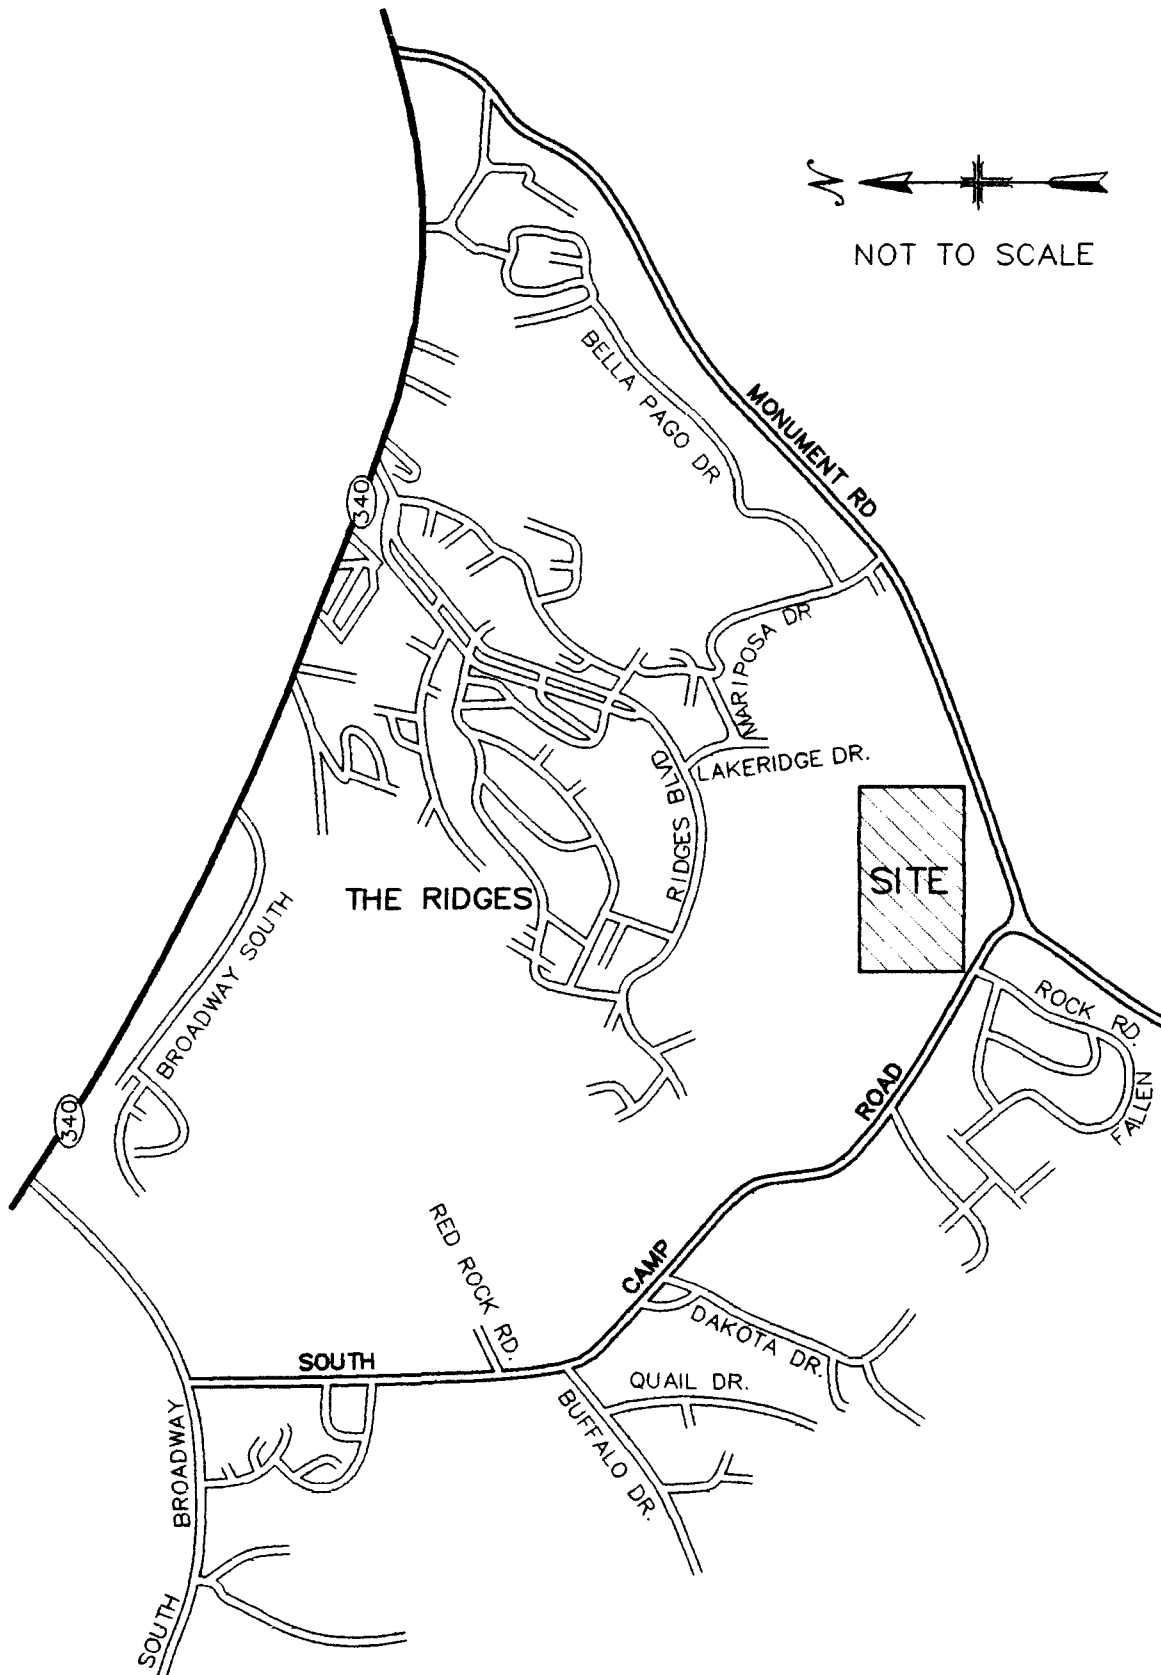 N
NOT TO SCALE
BELLA PAGO DR
MONUMENT RD
340
MARIPOSA DR
LAKERIDGE DR.
RIDGES BLVD
SITE
THE RIDGES
BROADWAY SOUTH
ROCK RD.
FALLEN
340
ROAD
CAMP
RED ROCK RD.
SOUTH
DAKOTA DR.
QUAIL DR.
BUFFALO DR.
BROADWAY
SOUTH